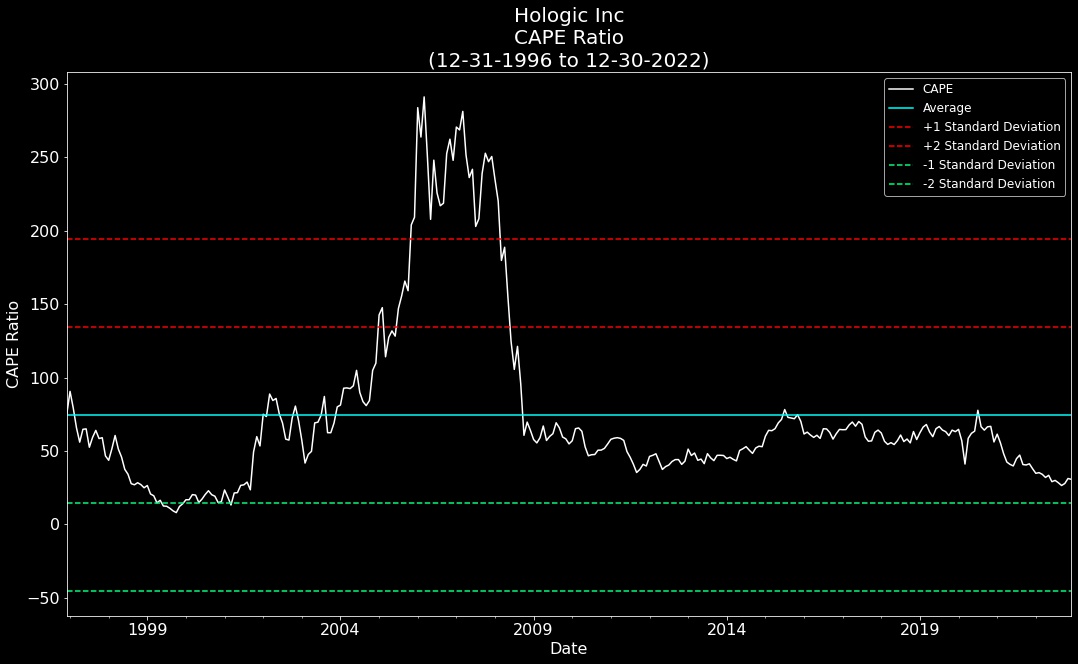 Hologic Inc
CAPE Ratio
(12-31-1996 to 12-30-2022)
CAPE
Average
+1 Standard Deviation
+2 Standard Deviation
-1 Standard Deviation
-2 Standard Deviation
300
250
200
150
100
50
0
−50
CAPE Ratio
1999
2004
2009
2014
2019
Date